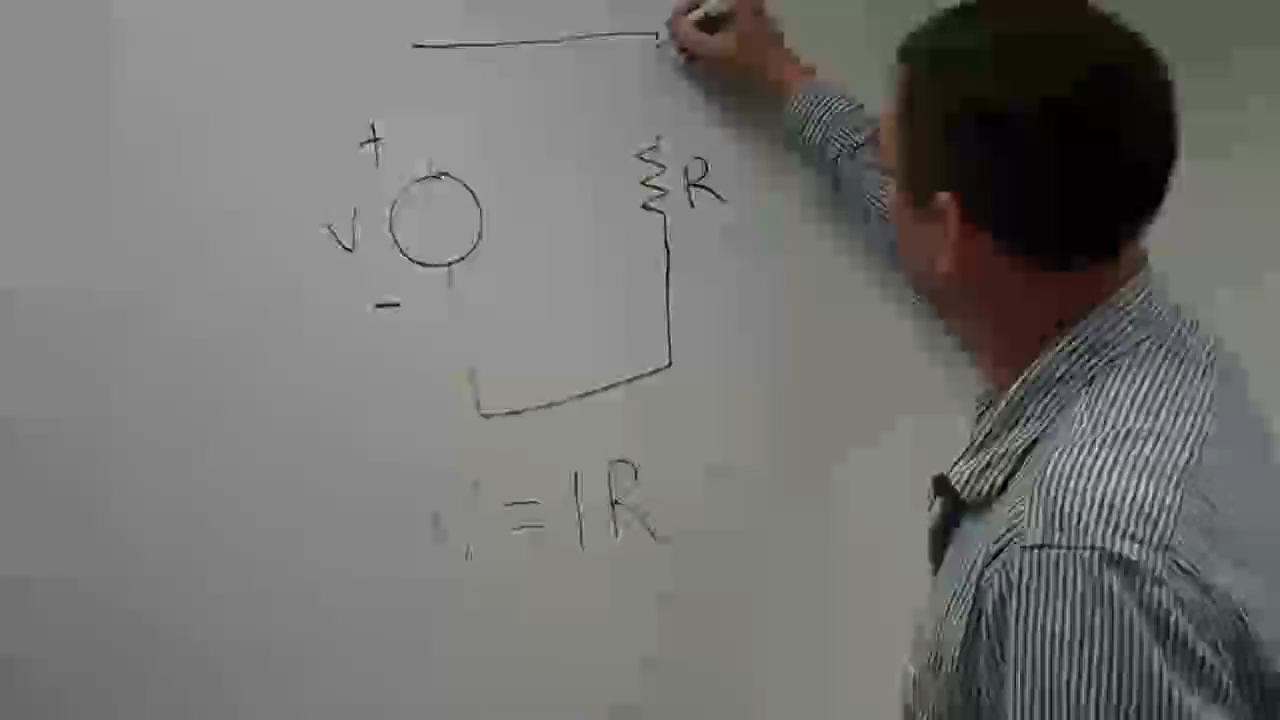 +
V
R
−
V = IR